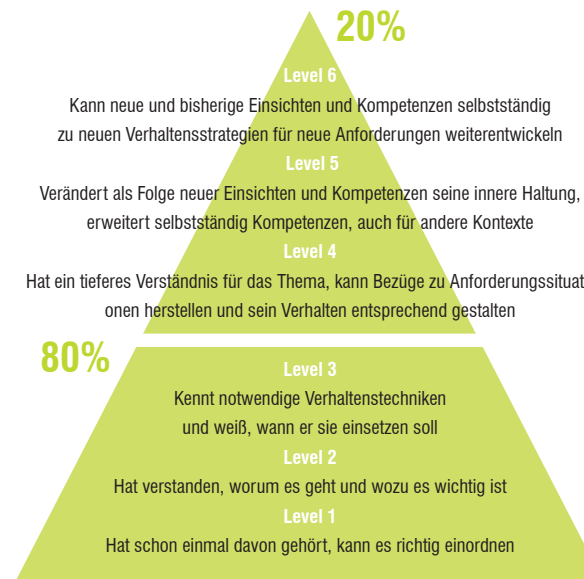 20%
Level 6
Kann neue und bisherige Einsichten und Kompetenzen selbstständig
zu neuen Verhaltensstrategien für neue Anforderungen weiterentwickeln
Level 5
Verändert als Folge neuer Einsichten und Kompetenzen seine innere Haltung,
erweitert selbstständig Kompetenzen, auch für andere Kontexte
Level 4
Hat ein tieferes Verständnis für das Thema, kann Bezüge zu Anforderungssituat
onen herstellen und sein Verhalten entsprechend gestalten
80%
Level 3
Kennt notwendige Verhaltenstechniken
und weiß, wann er sie einsetzen soll
Level 2
Hat verstanden, worum es geht und wozu es wichtig ist
Level 1
Hat schon einmal davon gehört, kann es richtig einordnen